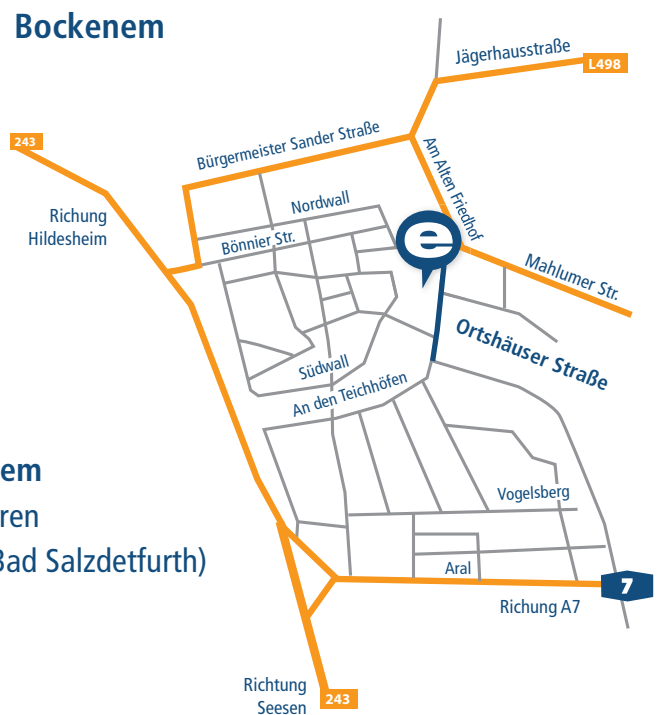 Bockenem
Jägerhausstraße
L498
243
Bürgermeister Sander Straße
Am Alten Friedhof
Richung
Hildesheim
Nordwall
Bönnier Str.
e
Mahlumer Str.
Ortshäuser Straße
Südwall
An den Teichhöfen
em
ren
Bad Salzdetfurth)
Vogelsberg
Aral
7
Richung A7
Richtung
Seesen
243